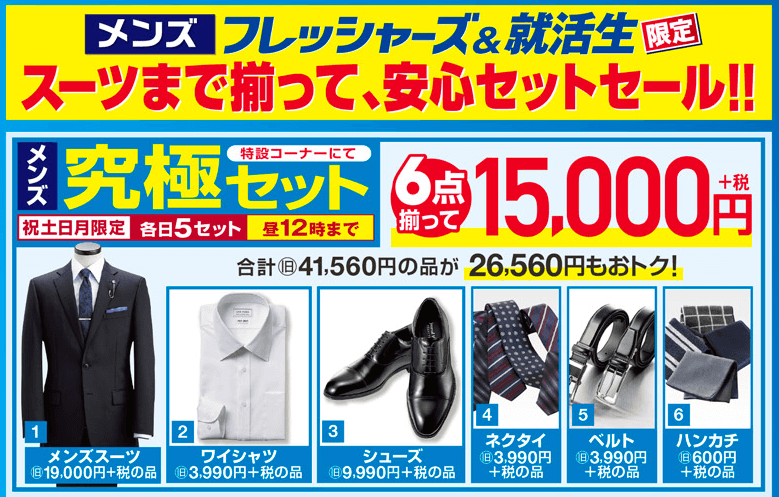 メンズ フレッシャーズ&就活生 限定
スーツまで揃って、安心セットセール!!
メンズ 究極セット 特設コーナーにて
祝土日月限定 各日5セット 昼12時まで
6点揃って 15,000円+税
合計㊆41,560円の品が 26,560円もおトク!
1
メンズスーツ
旧19,000円+税の品
2
ワイシャツ
旧3,990円+税の品
3
シューズ
旧9,990円+税の品
4
ネクタイ
旧3,990円
+税の品
5
ベルト
旧3,990円
+税の品
6
ハンカチ
旧600円
+税の品